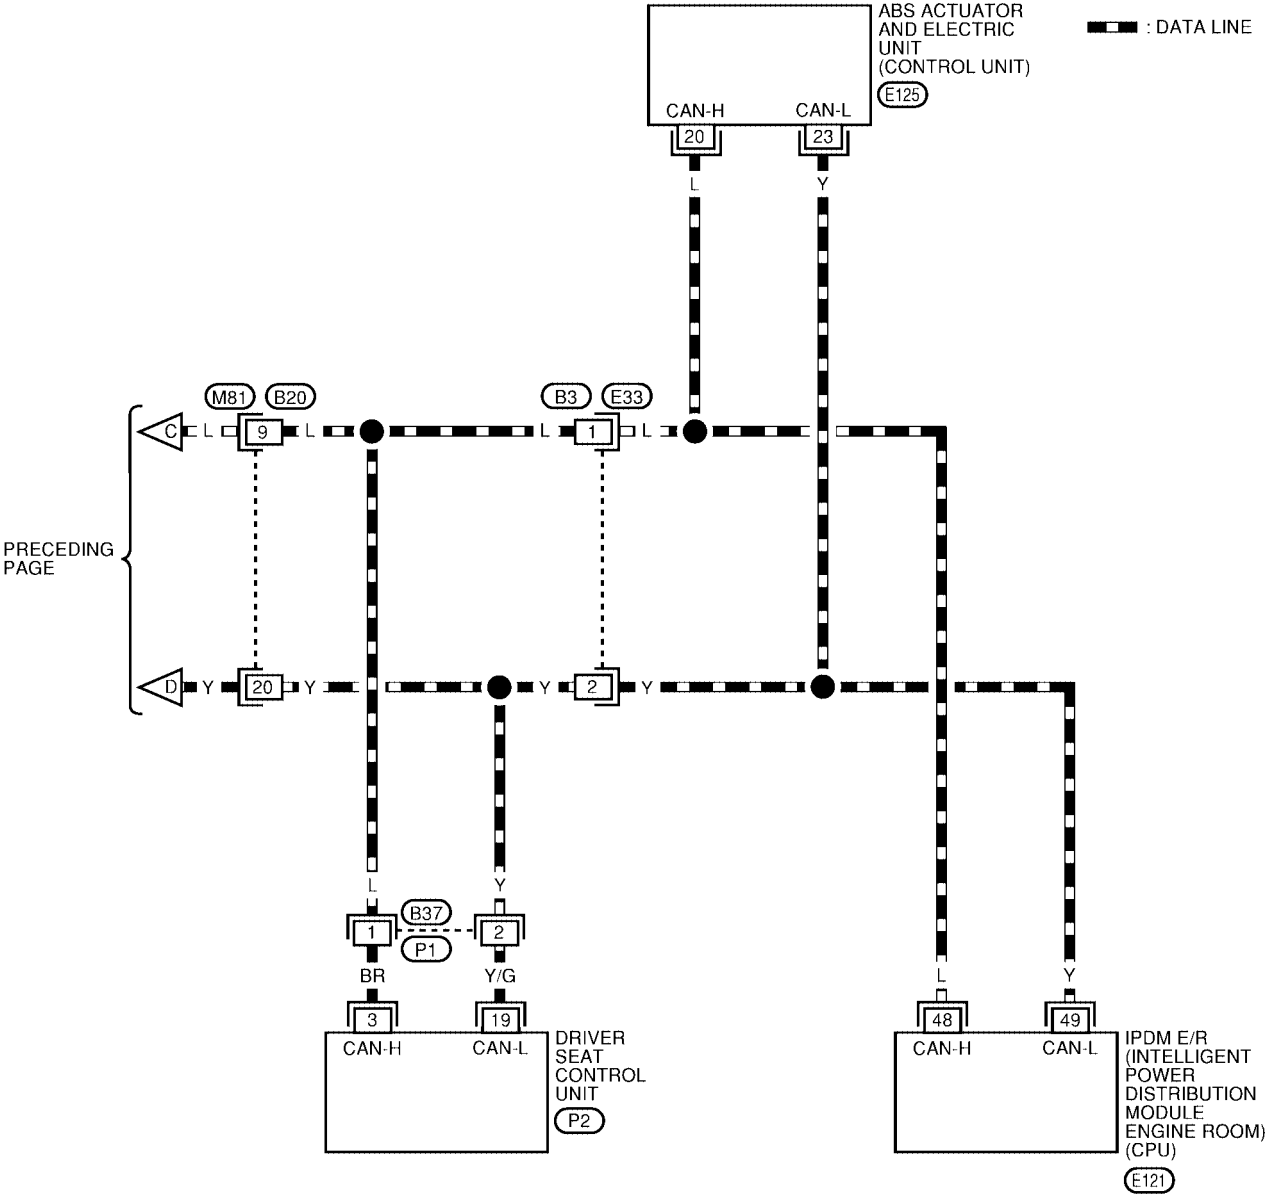 ABS ACTUATOR
AND ELECTRIC
UNIT
(CONTROL UNIT)
E125
: DATA LINE
CAN-H
CAN-L
20
23
L
Y
M81
B20
B3
E33
C
L
9
L
L
1
L
PRECEDING
PAGE
D
Y
20
Y
Y
2
Y
L
Y
1
B37
P1
2
BR
Y/G
L
Y
3
19
48
49
CAN-H
CAN-L
DRIVER
SEAT
CONTROL
UNIT
P2
CAN-H
CAN-L
IPDM E/R
(INTELLIGENT
POWER
DISTRIBUTION
MODULE
ENGINE ROOM)
(CPU)
E121